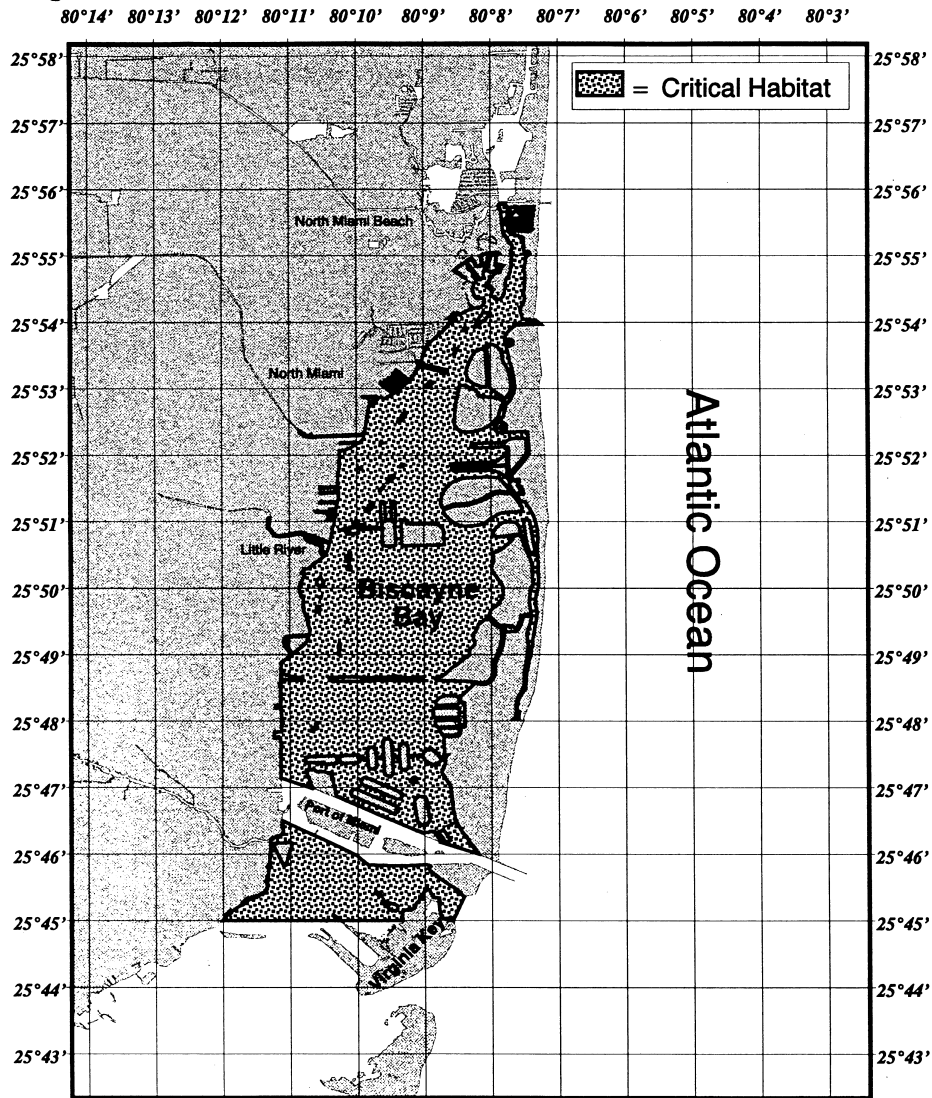 80°14’ 80°13’ 80°12’ 80°11’ 80°10’ 80°9’ 80°8’ 80°7’ 80°6’ 80°5’ 80°4’ 80°3’
25°58’ 25°58’
= Critical Habitat
25°57’ 25°57’
25°56’ 25°56’
North Miami Beach
25°55’ 25°55’
25°54’ 25°54’
North Miami
25°53’ 25°53’
Atlantic Ocean
25°52’ 25°52’
25°51’ 25°51’
Little River
25°50’ 25°50’
Biscayne
Bay
25°49’ 25°49’
25°48’ 25°48’
25°47’ 25°47’
Port of Miami
25°46’ 25°46’
25°45’ 25°45’
Virginia Key
25°44’ 25°44’
25°43’ 25°43’